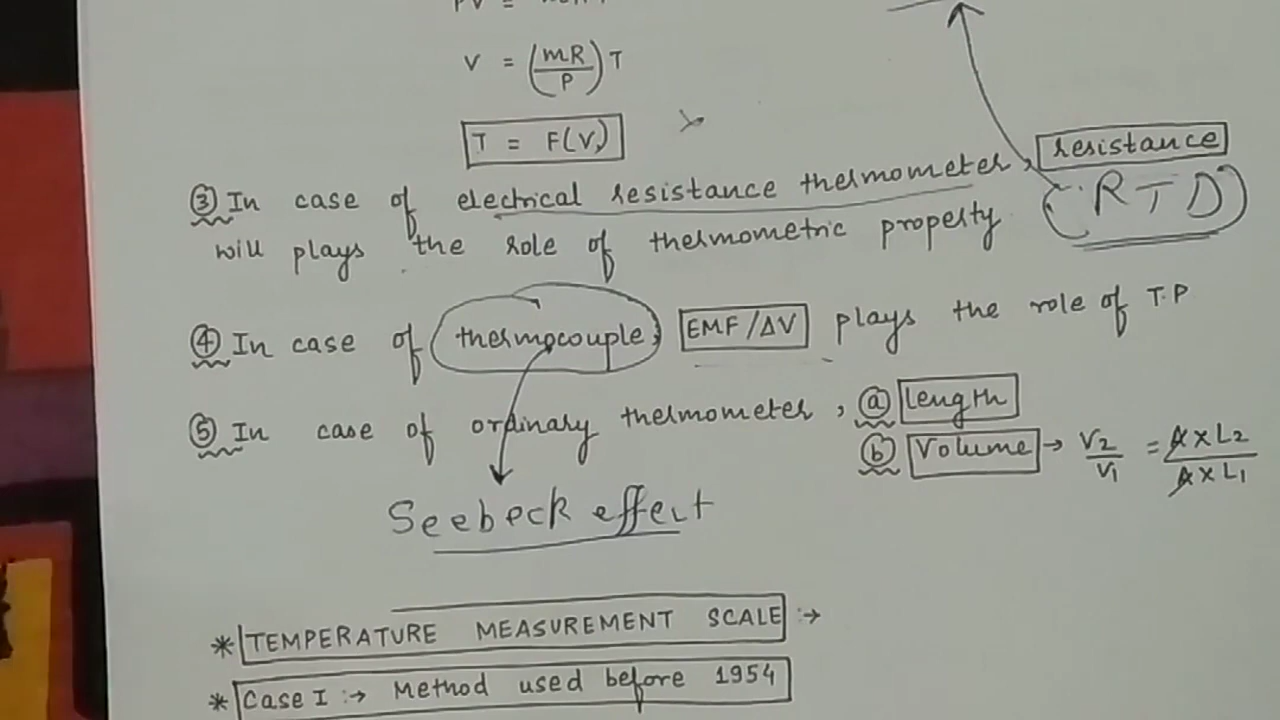 PV =
V = (mR/P) T
T = F(V)
③ In case of electrical resistance thermometer, resistance
(RTD)
will plays the role of thermometric property
④ In case of thermocouple, EMF/ΔV plays the role of T.P
⑤ In case of ordinary thermometer, ⓐ Length
ⓑ Volume → V2/V1 = A×L2/A×L1
Seebeck effect
* TEMPERATURE MEASUREMENT SCALE :→
* Case I :→ Method used before 1954